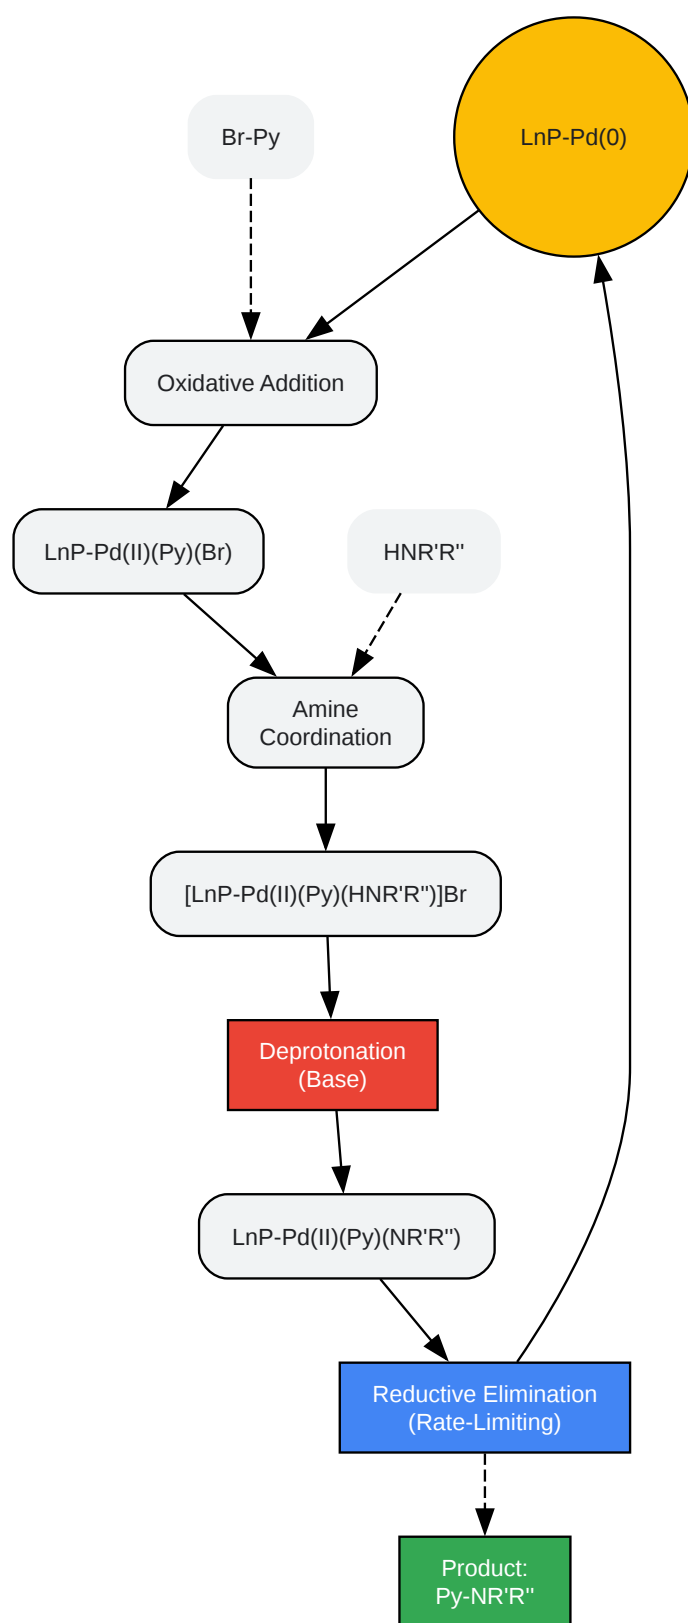 Br-Py
LnP-Pd(0)
Oxidative Addition
LnP-Pd(II)(Py)(Br)
HNR'R"
Amine
Coordination
[LnP-Pd(II)(Py)(HNR'R")]Br
Deprotonation
(Base)
LnP-Pd(II)(Py)(NR'R")
Reductive Elimination
(Rate-Limiting)
Product:
Py-NR'R"